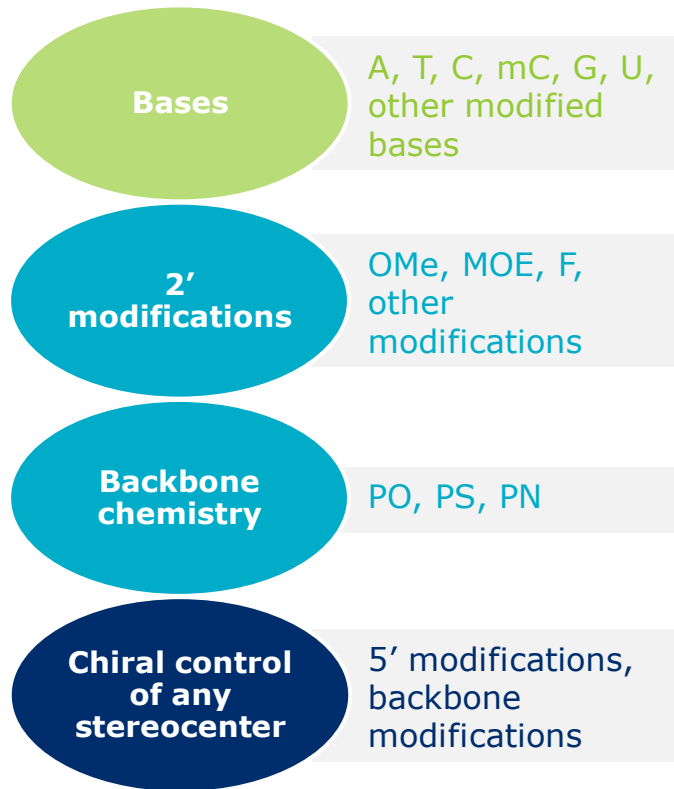 Bases
A, T, C, mC, G, U,
other modified
bases
2’
modifications
OMe, MOE, F,
other
modifications
Backbone
chemistry
PO, PS, PN
Chiral control
of any
stereocenter
5’ modifications,
backbone
modifications